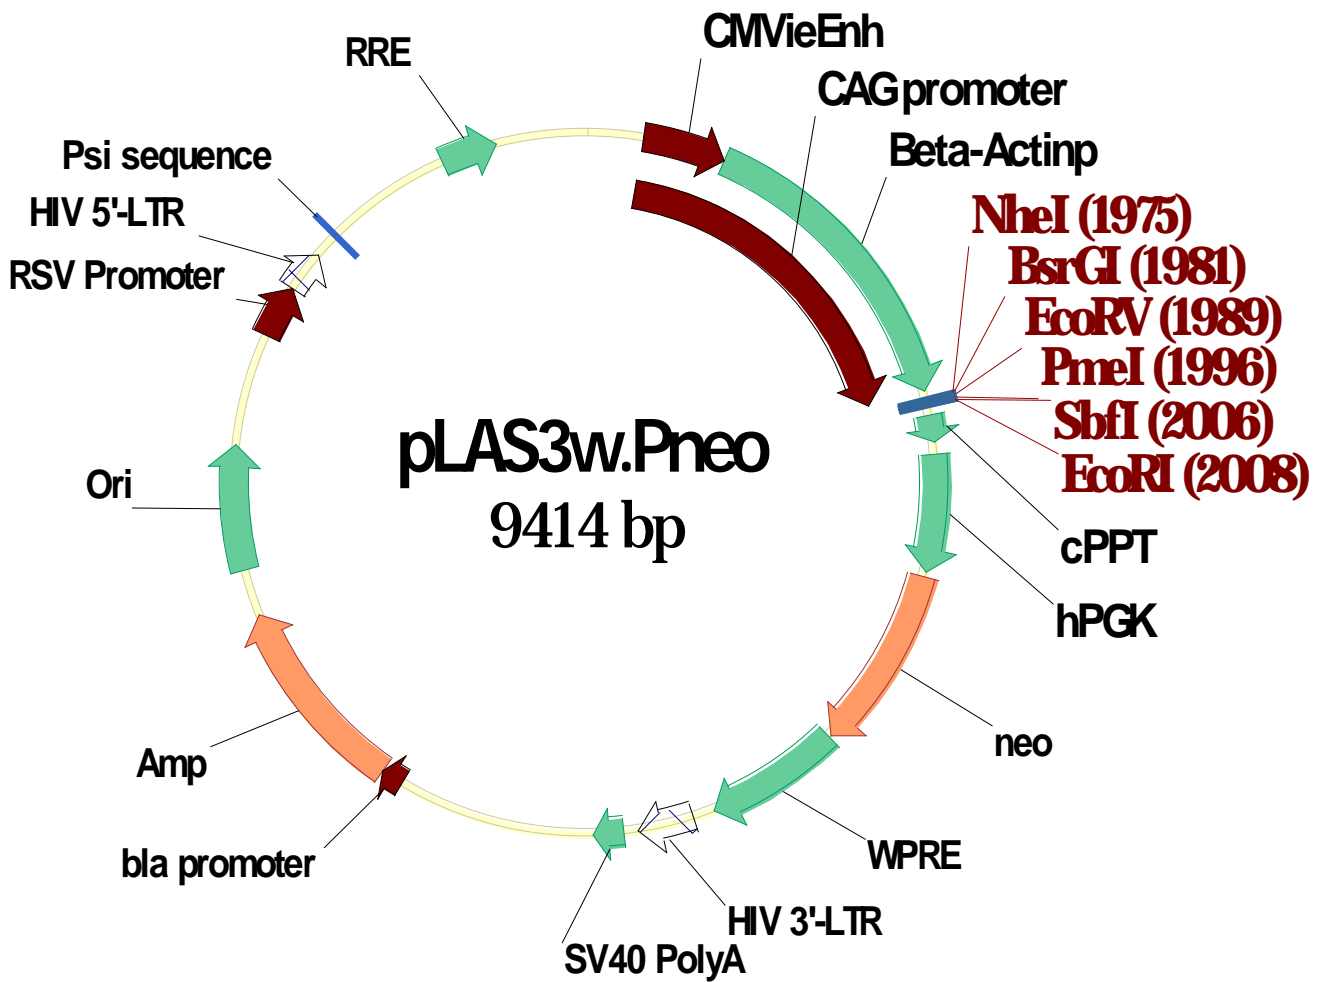 CMVieEnh
RRE
CAG promoter
Beta-Actinp
Psi sequence
NheI (1975)
HIV 5'-LTR
BsrGI (1981)
RSV Promoter
EcoRV (1989)
PmeI (1996)
SbfI (2006)
pLAS3w.Pneo
EcoRI (2008)
Ori
9414 bp
cPPT
hPGK
neo
Amp
WPRE
bla promoter
HIV 3'-LTR
SV40 PolyA